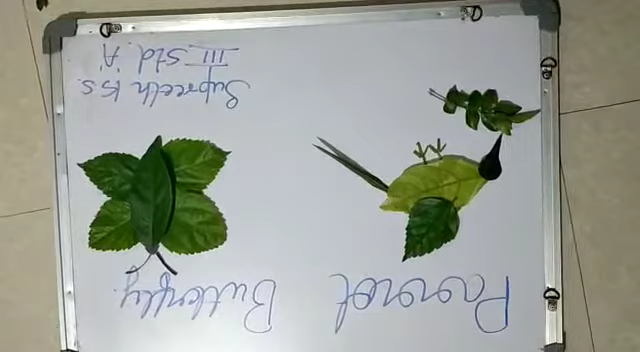 Parrot Butterfly.
Supreeth B.S.
III Std. 'A'